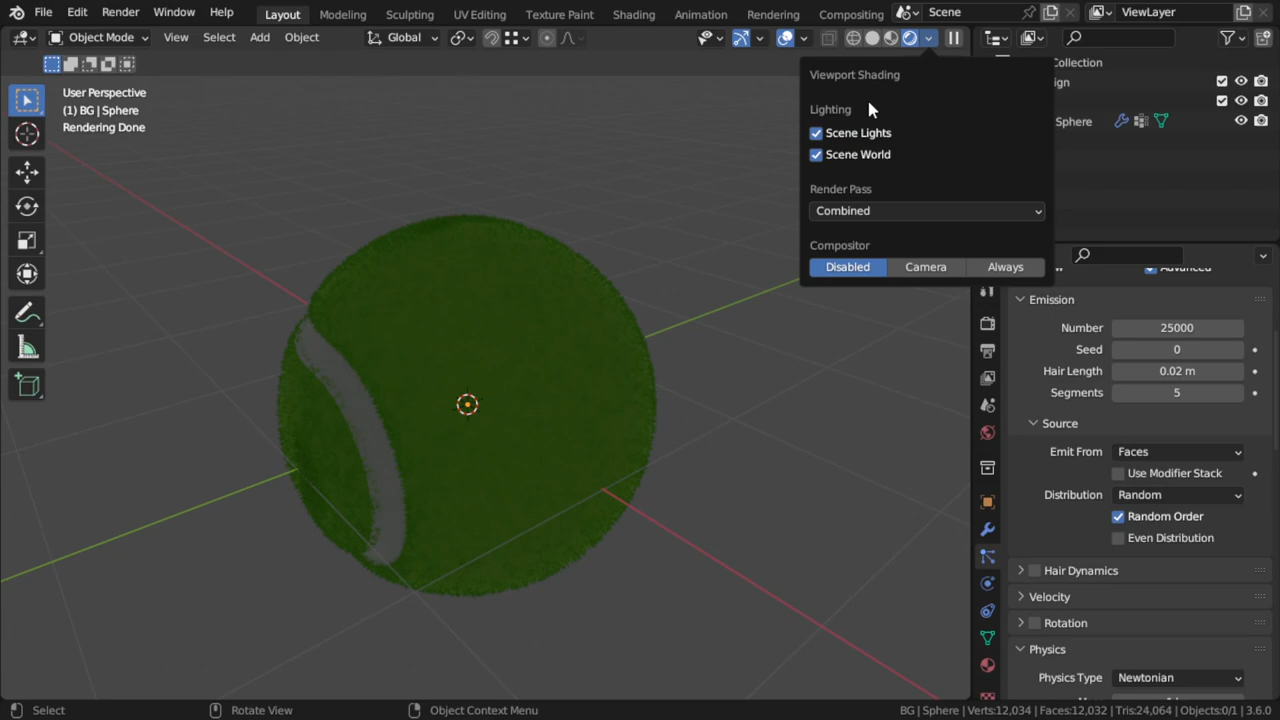 File Edit Render Window Help Layout Modeling Sculpting UV Editing Texture Paint Shading Animation Rendering Compositing Scene ViewLayer
Object Mode View Select Add Object Global
User Perspective
(1) BG | Sphere
Rendering Done
Viewport Shading
Lighting
Scene Lights
Scene World
Render Pass
Combined
Compositor
Disabled Camera Always
Collection
ign
Sphere
Advanced
Emission
Number 25000
Seed 0
Hair Length 0.02 m
Segments 5
Source
Emit From Faces
Use Modifier Stack
Distribution Random
Random Order
Even Distribution
Hair Dynamics
Velocity
Rotation
Physics
Physics Type Newtonian
Select Rotate View Object Context Menu BG | Sphere | Verts:12,034 | Faces:12,032 | Tris:24,064 | Objects:0/1 | 3.6.0